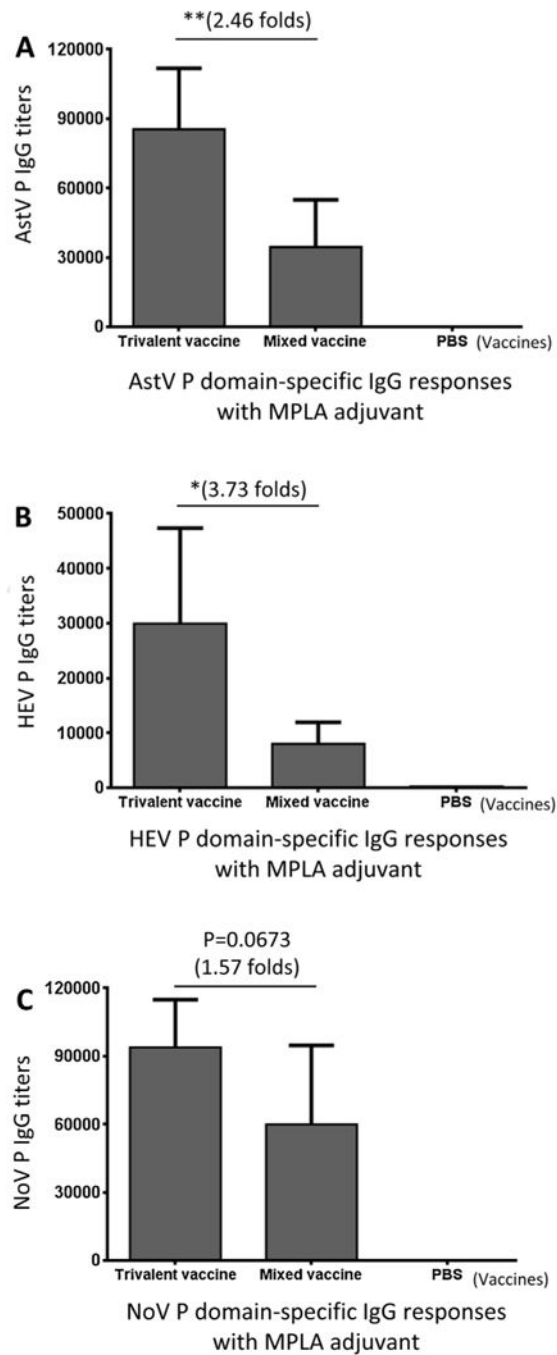 **(2.46 folds)
A
120000
90000
60000
30000
0
AstV P IgG titers
Trivalent vaccine Mixed vaccine PBS (Vaccines)
AstV P domain-specific IgG responses
with MPLA adjuvant
*(3.73 folds)
B
50000
40000
30000
20000
10000
0
HEV P IgG titers
Trivalent vaccine Mixed vaccine PBS (Vaccines)
HEV P domain-specific IgG responses
with MPLA adjuvant
P=0.0673
(1.57 folds)
C
120000
90000
60000
30000
0
NoV P IgG titers
Trivalent vaccine Mixed vaccine PBS (Vaccines)
NoV P domain-specific IgG responses
with MPLA adjuvant